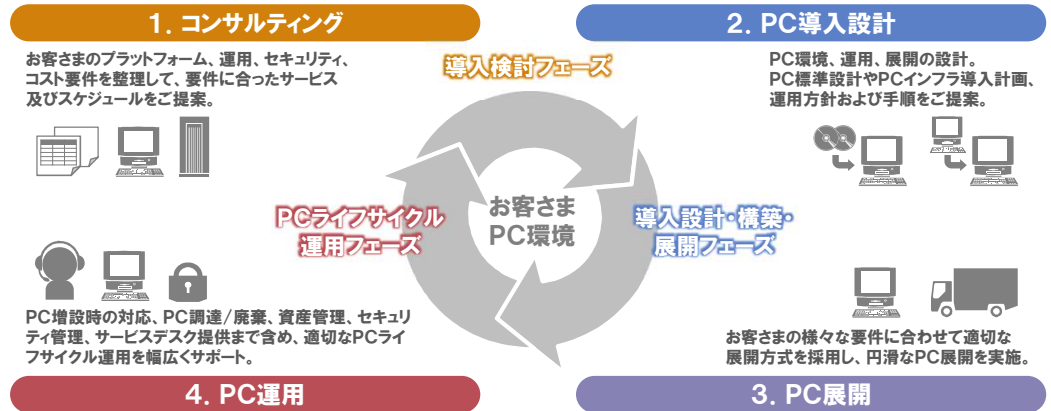 1. コンサルティング
お客さまのプラットフォーム、運用、セキュリティ、
コスト要件を整理して、要件に合ったサービス
及びスケジュールをご提案。
導入検討フェーズ
2. PC導入設計
PC環境、運用、展開の設計。
PC標準設計やPCインフラ導入計画、
運用方針および手順をご提案。
PCライフサイクル
運用フェーズ
お客さま
PC環境
導入設計・構築・
展開フェーズ
PC増設時の対応、PC調達/廃棄、資産管理、セキュリ
ティ管理、サービスデスク提供まで含め、適切なPCライ
フサイクル運用を幅広くサポート。
4. PC運用
お客さまの様々な要件に合わせて適切な
展開方式を採用し、円滑なPC展開を実施。
3. PC展開